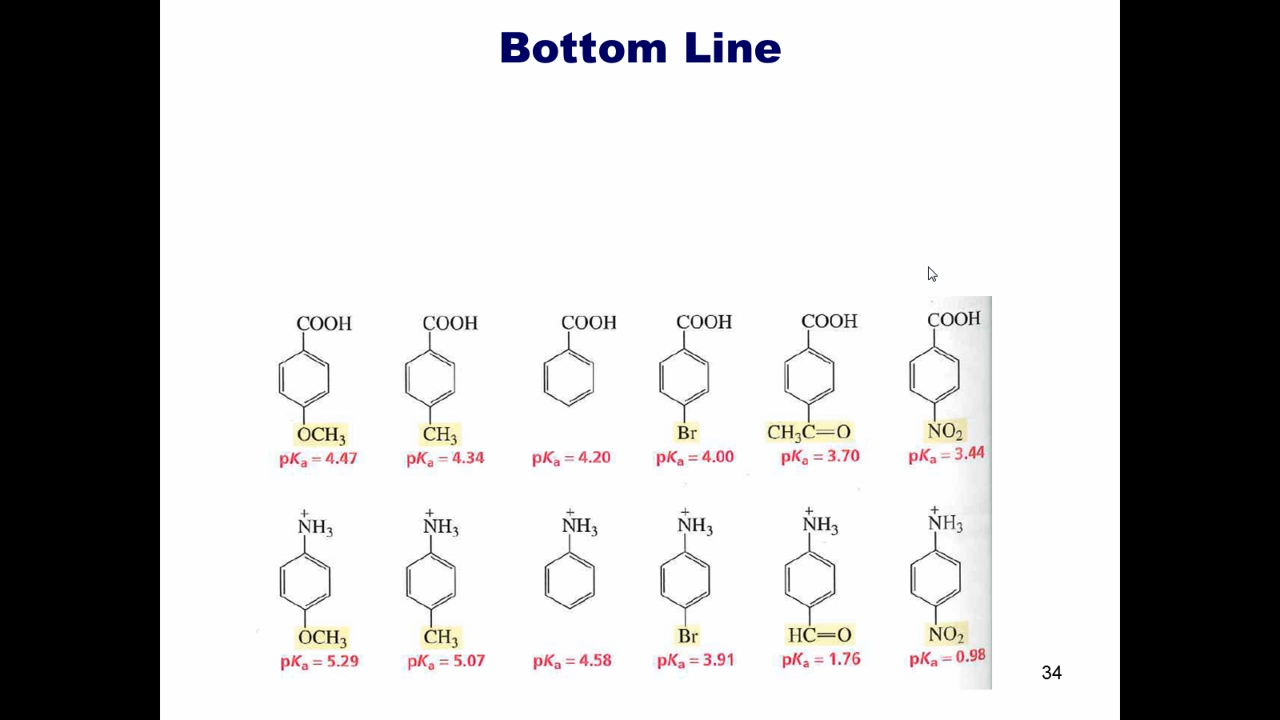 Bottom Line
COOH COOH COOH COOH COOH COOH
OCH₃ CH₃ Br CH₃C=O NO₂
pKₐ = 4.47 pKₐ = 4.34 pKₐ = 4.20 pKₐ = 4.00 pKₐ = 3.70 pKₐ = 3.44
+ + + + + +
NH₃ NH₃ NH₃ NH₃ NH₃ NH₃
OCH₃ CH₃ Br HC=O NO₂
pKₐ = 5.29 pKₐ = 5.07 pKₐ = 4.58 pKₐ = 3.91 pKₐ = 1.76 pKₐ = 0.98
34